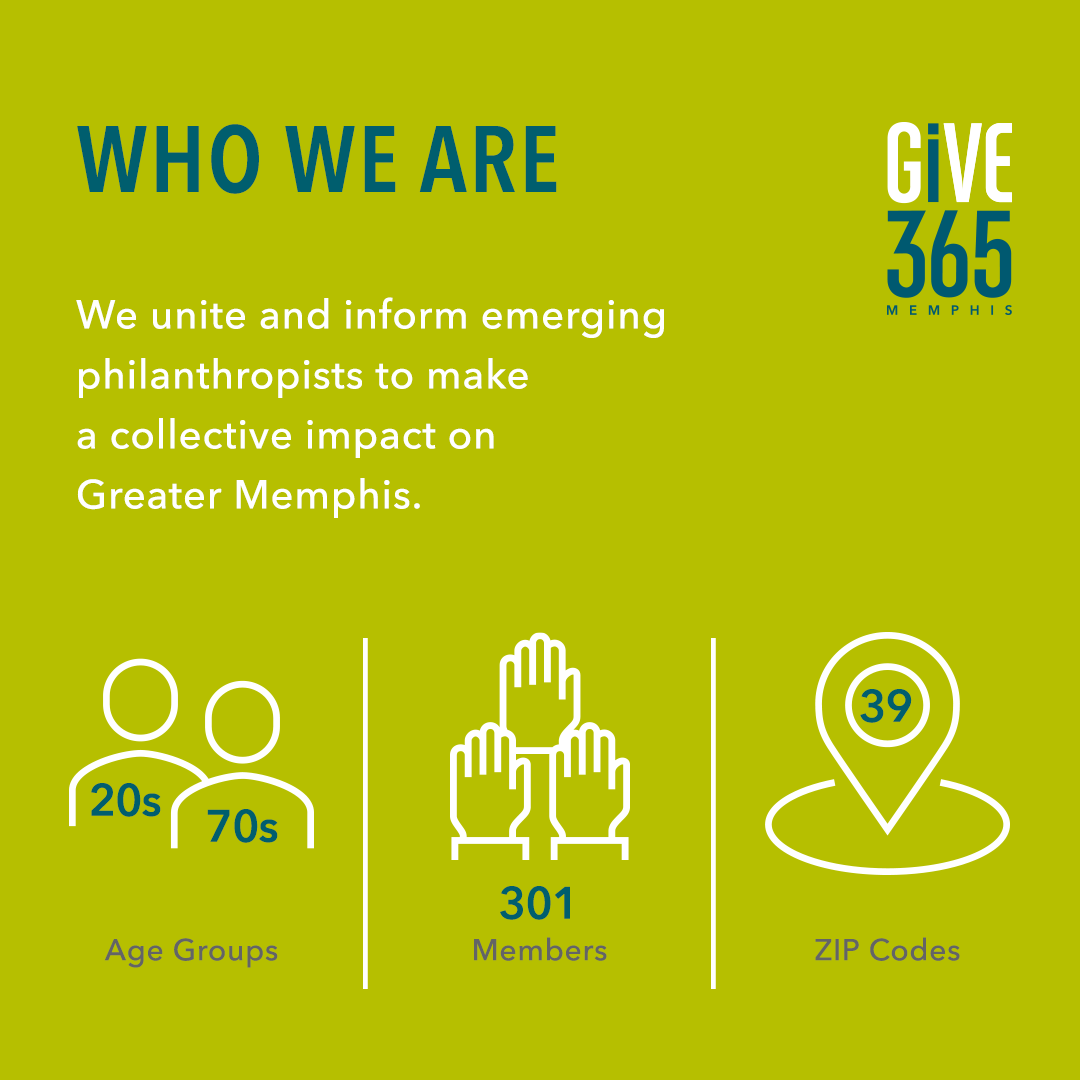 WHO WE ARE
GiVE
365
MEMPHIS
We unite and inform emerging
philanthropists to make
a collective impact on
Greater Memphis.
20s
70s
Age Groups
301
Members
39
ZIP Codes